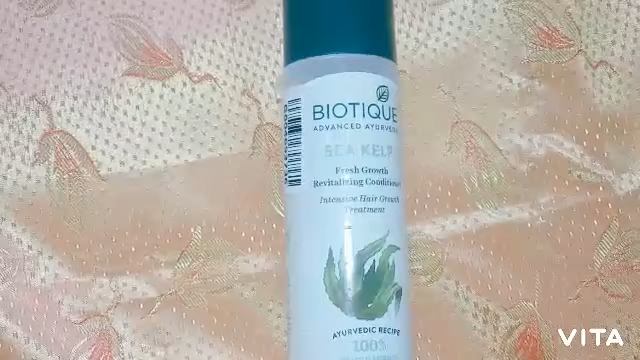 BIOTIQUE
ADVANCED AYURVEDA
SEA KELP
Fresh Growth
Revitalizing Conditioner
Intensive Hair Growth
Treatment
AYURVEDIC RECIPE
100%
VITA